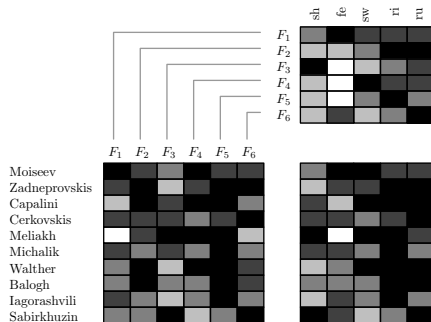 sh fe sw ri ru
F1
F2
F3
F4
F5
F6
F1 F2 F3 F4 F5 F6
Moiseev
Zadneprovskis
Capalini
Cerkovskis
Meliakh
Michalik
Walther
Balogh
Iagorashvili
Sabirkhuzin